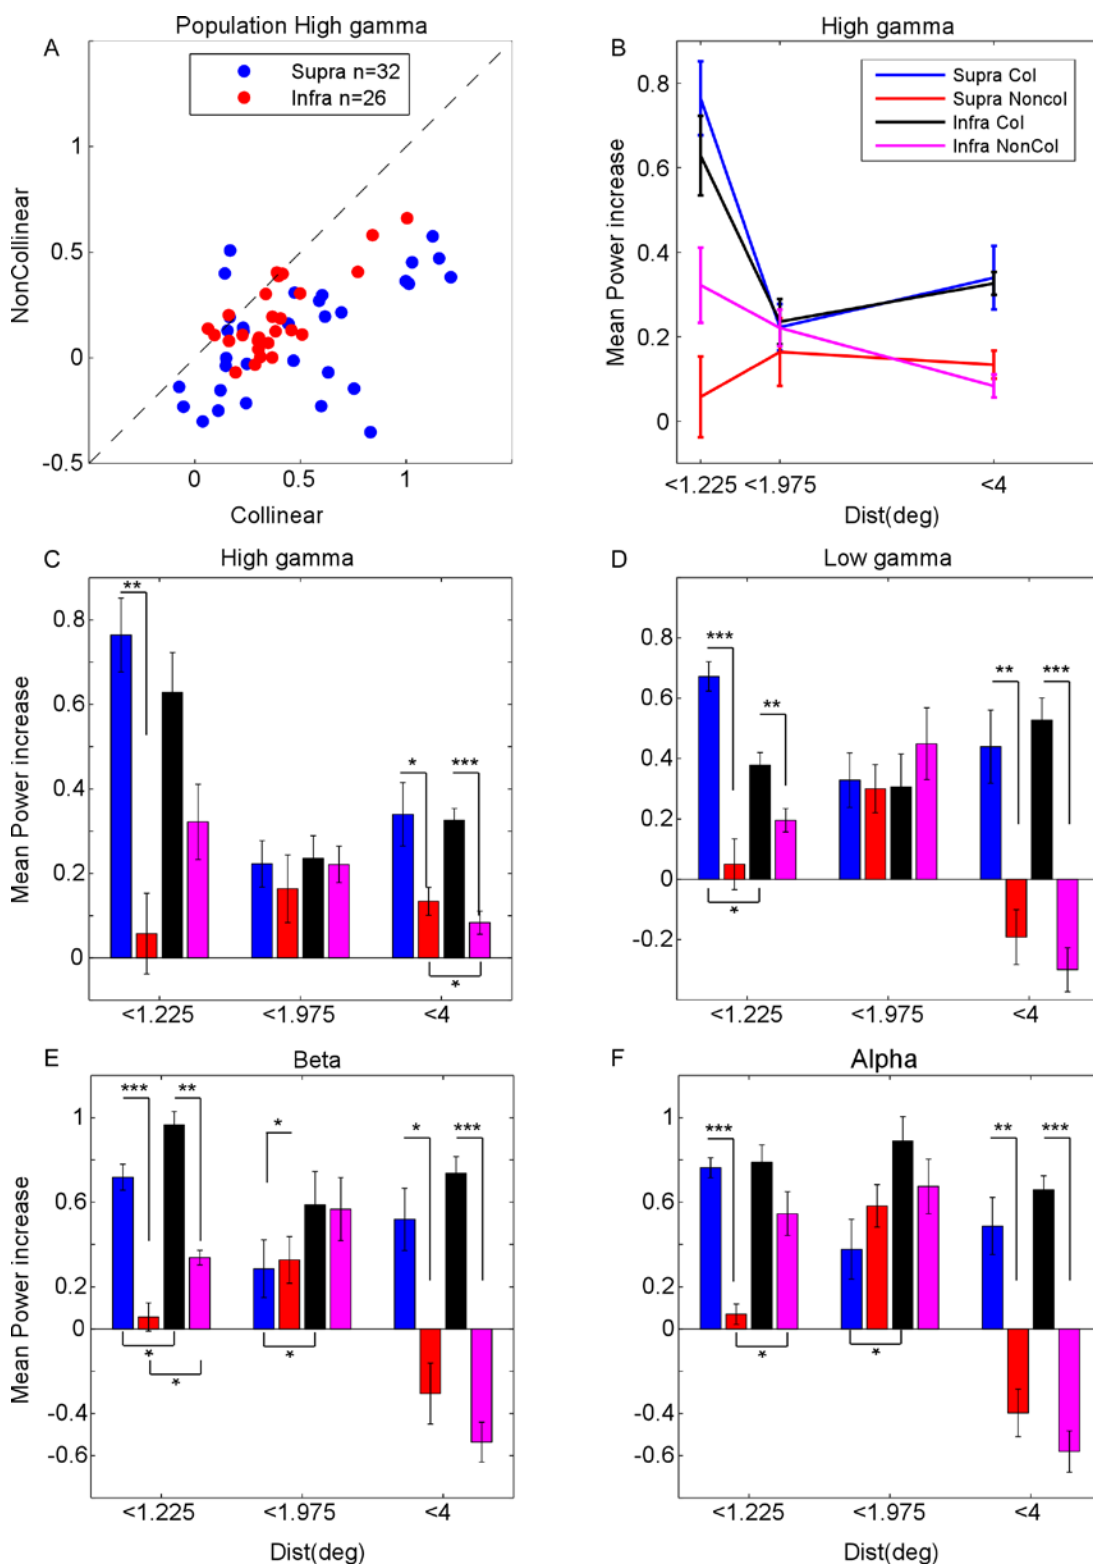 A
Population High gamma
Supra n=32
Infra n=26
1
0.5
0
-0.5
NonCollinear
0
0.5
1
Collinear
B
High gamma
Supra Col
Supra Noncol
Infra Col
Infra NonCol
0.8
0.6
0.4
0.2
0
Mean Power increase
<1.225
<1.975
<4
Dist(deg)
C
High gamma
**
*
***
*
0.8
0.6
0.4
0.2
0
Mean Power increase
<1.225
<1.975
<4
D
Low gamma
***
**
**
***
*
0.8
0.6
0.4
0.2
0
-0.2
<1.225
<1.975
<4
E
Beta
***
**
*
*
***
*
*
*
1
0.6
0.2
0
-0.4
-0.6
Mean Power increase
<1.225
<1.975
<4
Dist(deg)
F
Alpha
***
**
***
*
*
1
0.6
0.2
0
-0.4
-0.6
<1.225
<1.975
<4
Dist(deg)